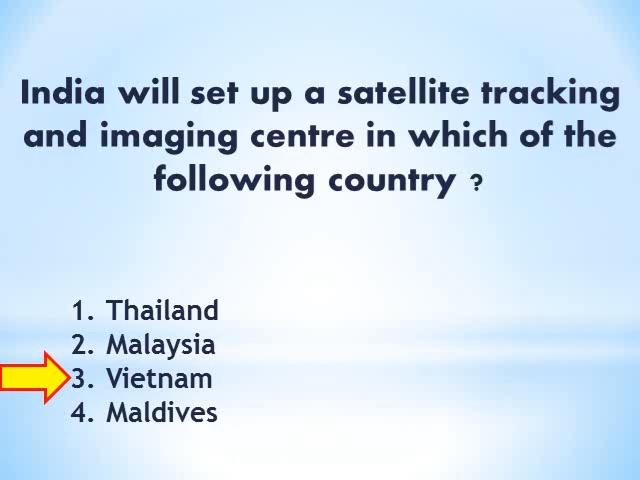 India will set up a satellite tracking
and imaging centre in which of the
following country ?
1. Thailand
2. Malaysia
3. Vietnam
4. Maldives